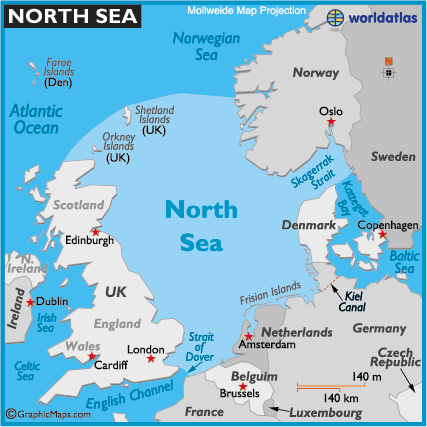 NORTH SEA
Mollweide Map Projection
worldatlas
Faroe
Islands
(Den)
Norwegian
Sea
Norway
Oslo
Atlantic
Ocean
Shetland
Islands
(UK)
Orkney
Islands
(UK)
Sweden
Skagerrak
Strait
Kattegat
Bay
Scotland
Edinburgh
North
Sea
Denmark
Copenhagen
Baltic
Sea
N.
Ireland
Ireland
Dublin
Irish
Sea
UK
England
Frisian Islands
Kiel
Canal
Wales
Cardiff
London
Strait
of
Dover
Netherlands
Amsterdam
Germany
Celtic
Sea
English Channel
Belguim
Brussels
Czech
Republic
140 m
140 km
France
Luxembourg
©GraphicMaps.com